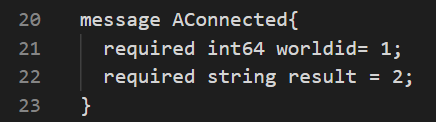 20 message AConnected{
21   required int64 worldid= 1;
22   required string result = 2;
23 }